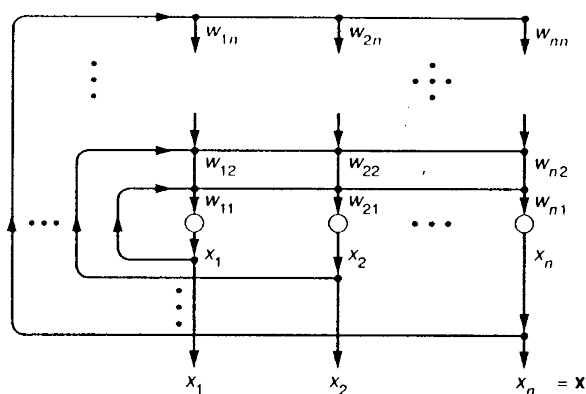 w1n w2n wnn
w12 w22 wn2
w11 w21 wn1
x1 x2 xn
x1 x2 xn = x